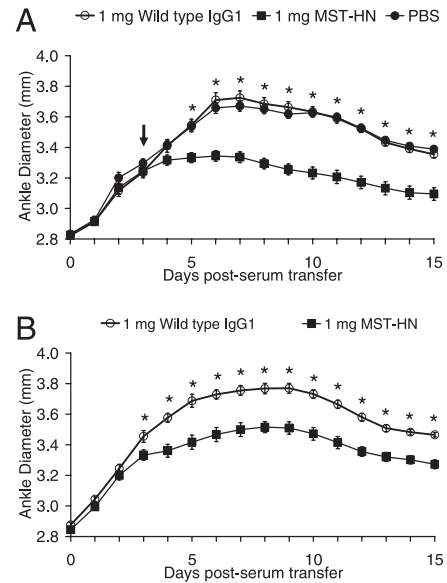 A
1 mg Wild type IgG1 1 mg MST-HN PBS
Ankle Diameter (mm)
4.0
3.8
3.6
3.4
3.2
3.0
2.8
* * * * * * * * * * *
0 5 10 15
Days post-serum transfer
B
1 mg Wild type IgG1 1 mg MST-HN
Ankle Diameter (mm)
4.0
3.8
3.6
3.4
3.2
3.0
2.8
* * * * * * * * * * * * *
0 5 10 15
Days post-serum transfer